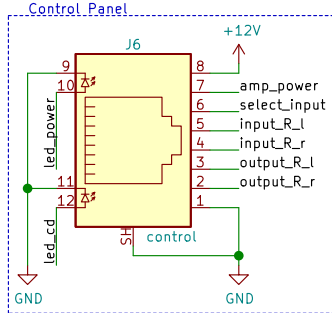 Control Panel
J6
+12V
9
8
10
7
amp_power
6
select_input
led_power
5
input_R_l
4
input_R_r
3
output_R_l
11
2
output_R_r
12
1
led_cd
SH
control
GND
GND